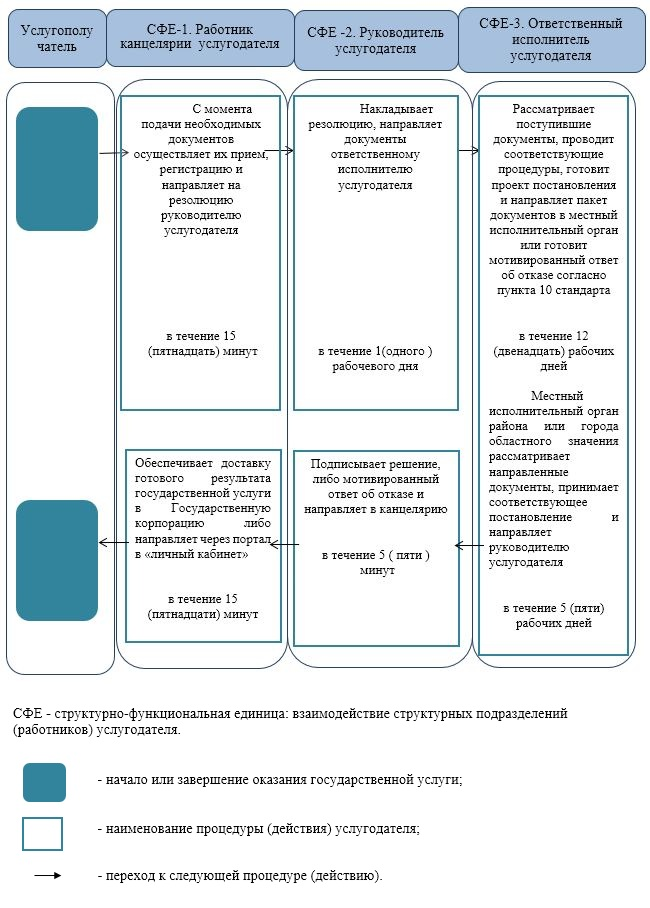 Услугополу
чатель
СФЕ-1. Работник
канцелярии услугодателя
СФЕ -2. Руководитель
услугодателя
СФЕ-3. Ответственный
исполнитель
услугодателя
С момента
подачи необходимых
документов
осуществляет их прием,
регистрацию и
направляет на
резолюцию
руководителю
услугодателя
в течение 15
(пятнадцать) минут
Накладывает
резолюцию, направляет
документы
ответственному
исполнителю
услугодателя
в течение 1(одного )
рабочевого дня
Рассматривает
поступившие
документы, проводит
соответствующие
процедуры, готовит
проект постановления
и направляет пакет
документов в местный
исполнительный орган
или готовит
мотивированный ответ
об отказе согласно
пункта 10 стандарта
в течение 12
(двенадцать) рабочих
дней
Местный
исполнительный орган
района или города
областного значения
рассматривает
направленные
документы, принимает
соответствующее
постановление и
направляет
руководителю
услугодателя
в течение 5 (пяти)
рабочих дней
Подписывает решение,
либо мотивированный
ответ об отказе и
направляет в канцелярию
в течение 5 ( пяти )
минут
Обеспечивает доставку
готового результата
государственной услуги
в Государственную
корпорацию либо
направляет через портал
в «личный кабинет»
в течение 15
(пятнадцати) минут
СФЕ - структурно-функциональная единица: взаимодействие структурных подразделений
(работников) услугодателя.
- начало или завершение оказания государственной услуги;
- наименование процедуры (действия) услугодателя;
- переход к следующей процедуре (действию).